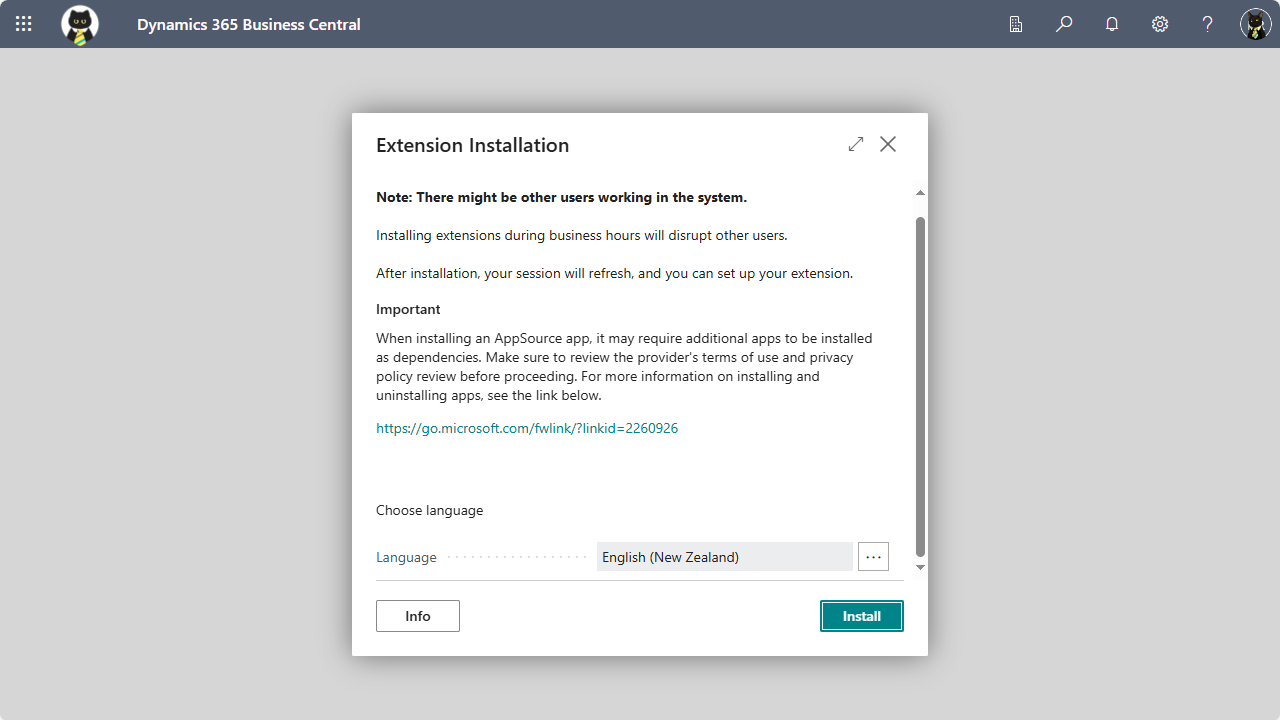 Dynamics 365 Business Central
Extension Installation
Note: There might be other users working in the system.
Installing extensions during business hours will disrupt other users.
After installation, your session will refresh, and you can set up your extension.
Important
When installing an AppSource app, it may require additional apps to be installed
as dependencies. Make sure to review the provider's terms of use and privacy
policy review before proceeding. For more information on installing and
uninstalling apps, see the link below.
https://go.microsoft.com/fwlink/?linkid=2260926
Choose language
Language English (New Zealand) ...
Info Install